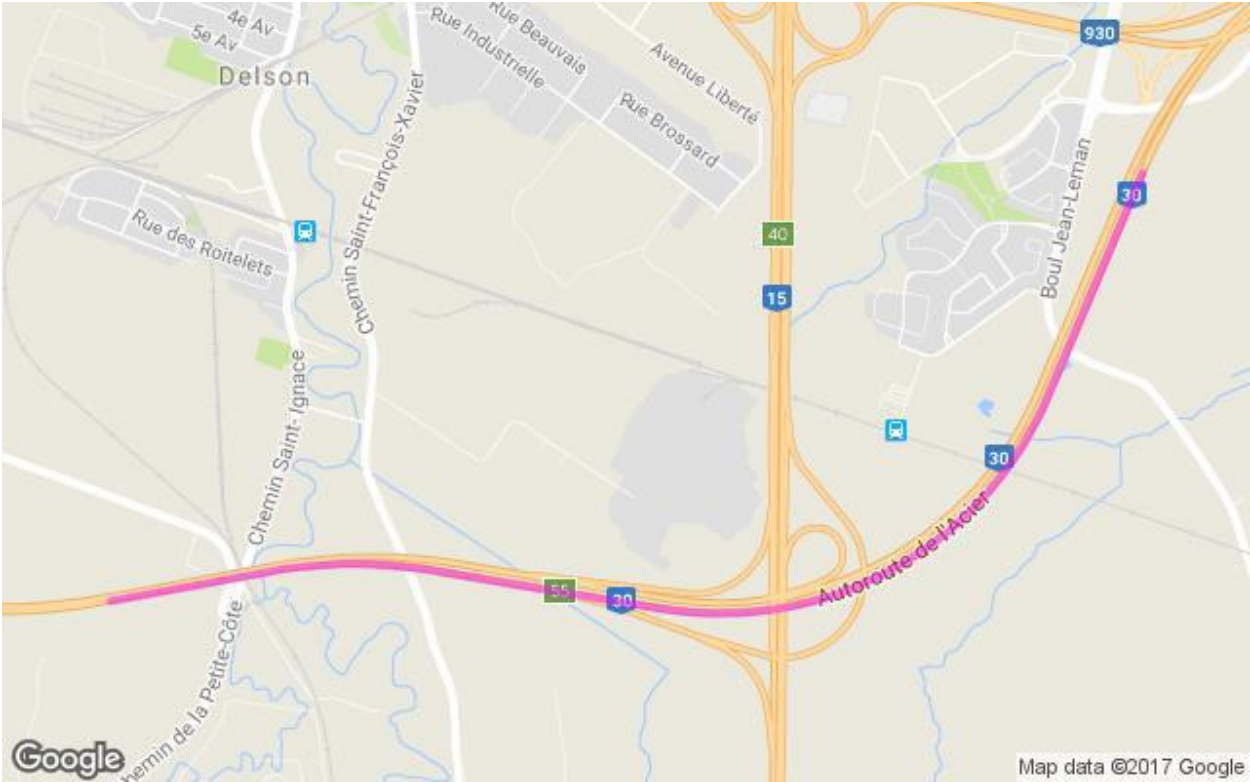 4e Av
5e Av
Delson
Rue Beauvais
Rue Industrielle
Avenue Liberté
Rue Brossard
930
Chemin Saint-François-Xavier
Boul Jean-Leman
30
Rue des Roitelets
40
15
Chemin Saint-Ignace
30
Autoroute de l'Acier
55
30
Chemin de la Petite-Côte
Google
Map data ©2017 Google